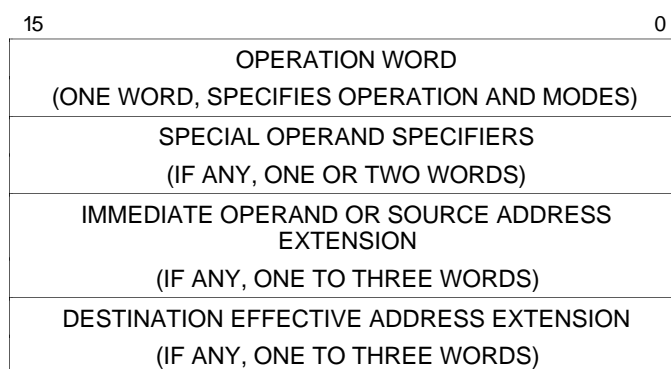 15 0
OPERATION WORD
(ONE WORD, SPECIFIES OPERATION AND MODES)
SPECIAL OPERAND SPECIFIERS
(IF ANY, ONE OR TWO WORDS)
IMMEDIATE OPERAND OR SOURCE ADDRESS
EXTENSION
(IF ANY, ONE TO THREE WORDS)
DESTINATION EFFECTIVE ADDRESS EXTENSION
(IF ANY, ONE TO THREE WORDS)